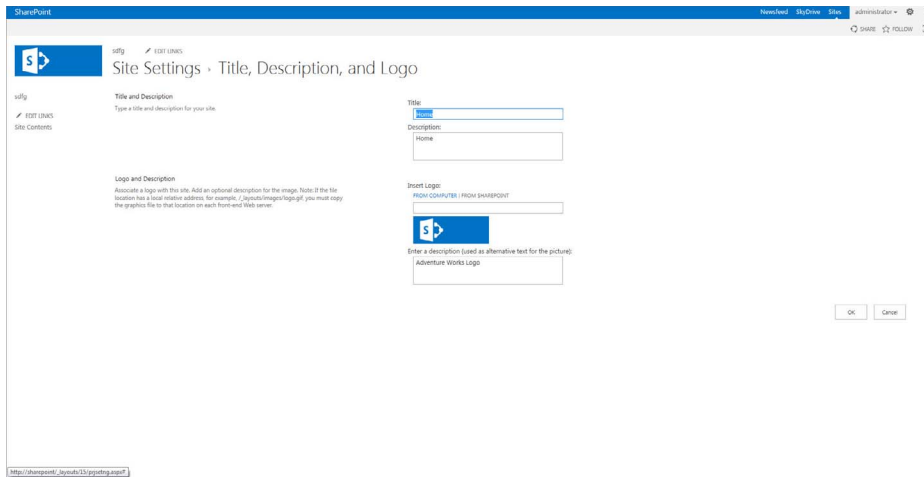 SharePoint
Newsfeed SkyDrive Sites administrator
SHARE FOLLOW
S
sdfg EDIT LINKS
Site Settings › Title, Description, and Logo
sdfg
EDIT LINKS
Site Contents
Title and Description
Type a title and description for your site.
Title:
Home
Description:
Home
Logo and Description
Associate a logo with this site. Add an optional description for the image. Note: If the file
location has a local relative address, for example, /_layouts/images/logo.gif, you must copy
the graphics file to that location on each front-end Web server.
Insert Logo:
FROM COMPUTER | FROM SHAREPOINT
S
Enter a description (used as alternative text for the picture):
Adventure Works Logo
OK Cancel
http://sharepoint/_layouts/15/prjsetng.aspx#